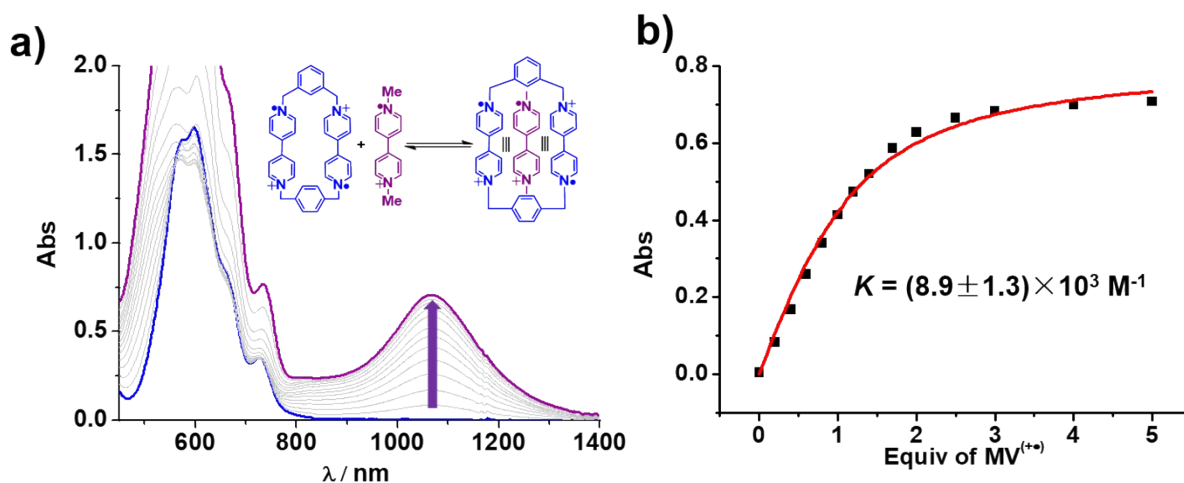 a)
2.0
1.5
1.0
0.5
0.0
Abs
600
800
1000
1200
1400
λ / nm
N
+
N
+
N
N
+
Me
N
N
+
Me
N
+
N
N
+
N
+
N
+
N
b)
0.8
0.6
0.4
0.2
0.0
Abs
K = (8.9±1.3)×10³ M⁻¹
0
1
2
3
4
5
Equiv of MV⁽⁺•⁾